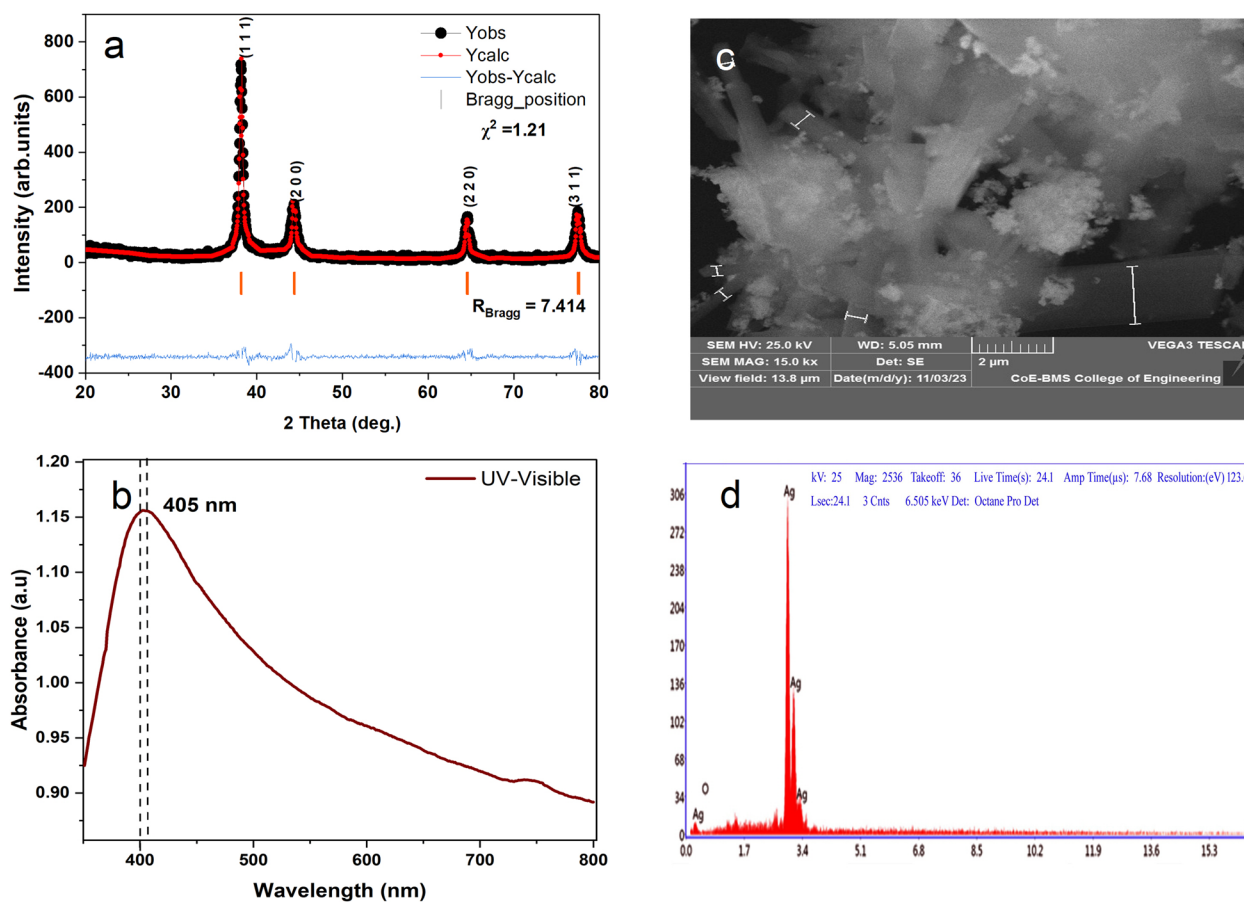 a
(1 1 1)
Yobs
Ycalc
Yobs-Ycalc
Bragg_position
χ² =1.21
(2 0 0)
(2 2 0)
(3 1 1)
R_Bragg = 7.414
800
600
400
200
0
-200
-400
Intensity (arb.units)
20 30 40 50 60 70 80
2 Theta (deg.)
c
SEM HV: 25.0 kV WD: 5.05 mm VEGA3 TESCA
SEM MAG: 15.0 kx Det: SE 2 µm
View field: 13.8 µm Date(m/d/y): 11/03/23 CoE-BMS College of Engineering
b
405 nm
UV-Visible
1.20
1.15
1.10
1.05
1.00
0.95
0.90
Absorbance (a.u)
400 500 600 700 800
Wavelength (nm)
d
kV: 25 Mag: 2536 Takeoff: 36 Live Time(s): 24.1 Amp Time(µs): 7.68 Resolution:(eV) 123.
Lsec:24.1 3 Cnts 6.505 keV Det: Octane Pro Det
306
272
238
204
170
136
102
68
34
0
Ag
Ag
Ag
O
Ag
0.0 1.7 3.4 5.1 6.8 8.5 10.2 11.9 13.6 15.3